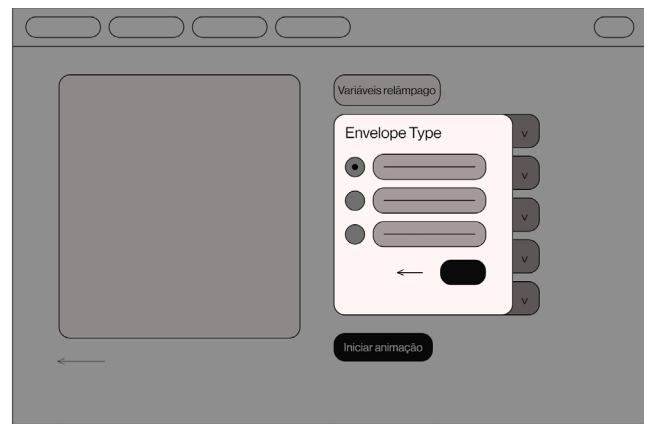 Variáveis relâmpago
Envelope Type
v
v
v
v
v
Iniciar animação